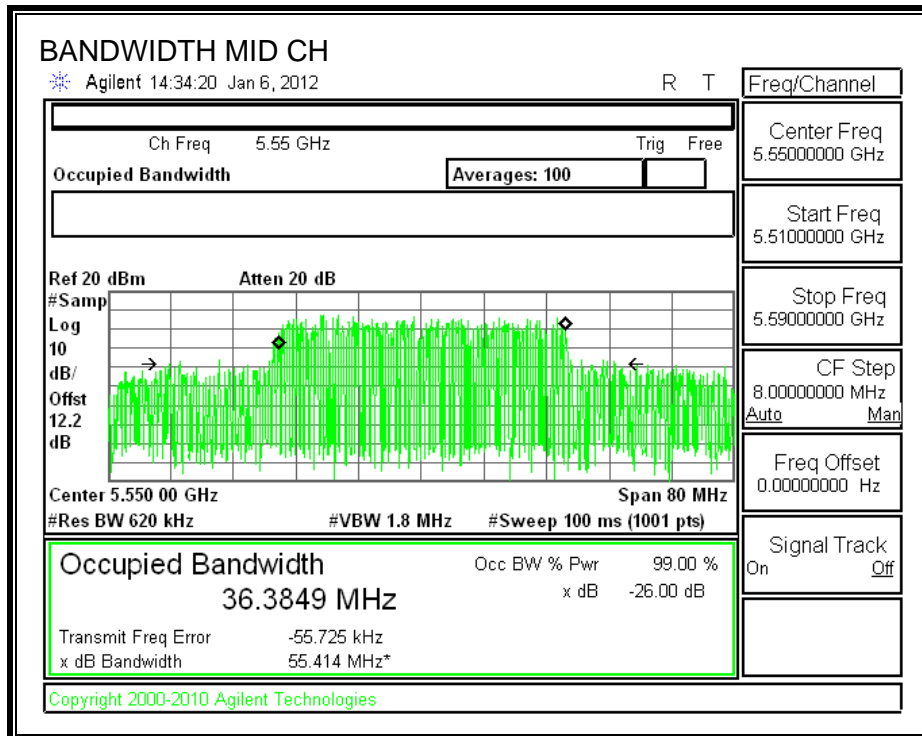 BANDWIDTH MID CH
Agilent 14:34:20 Jan 6, 2012 R T
Ch Freq 5.55 GHz Trig Free
Occupied Bandwidth Averages: 100
Ref 20 dBm Atten 20 dB
#Samp
Log
10
dB/
Offst
12.2
dB
Center 5.550 00 GHz Span 80 MHz
#Res BW 620 kHz #VBW 1.8 MHz #Sweep 100 ms (1001 pts)
Occupied Bandwidth Occ BW % Pwr 99.00 %
36.3849 MHz x dB -26.00 dB
Transmit Freq Error -55.725 kHz
x dB Bandwidth 55.414 MHz*
Copyright 2000-2010 Agilent Technologies
Freq/Channel
Center Freq
5.55000000 GHz
Start Freq
5.51000000 GHz
Stop Freq
5.59000000 GHz
CF Step
8.00000000 MHz
Auto Man
Freq Offset
0.00000000 Hz
Signal Track
On Off